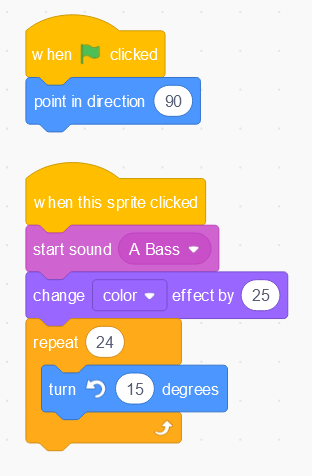 when clicked
point in direction 90
when this sprite clicked
start sound A Bass
change color effect by 25
repeat 24
turn 15 degrees